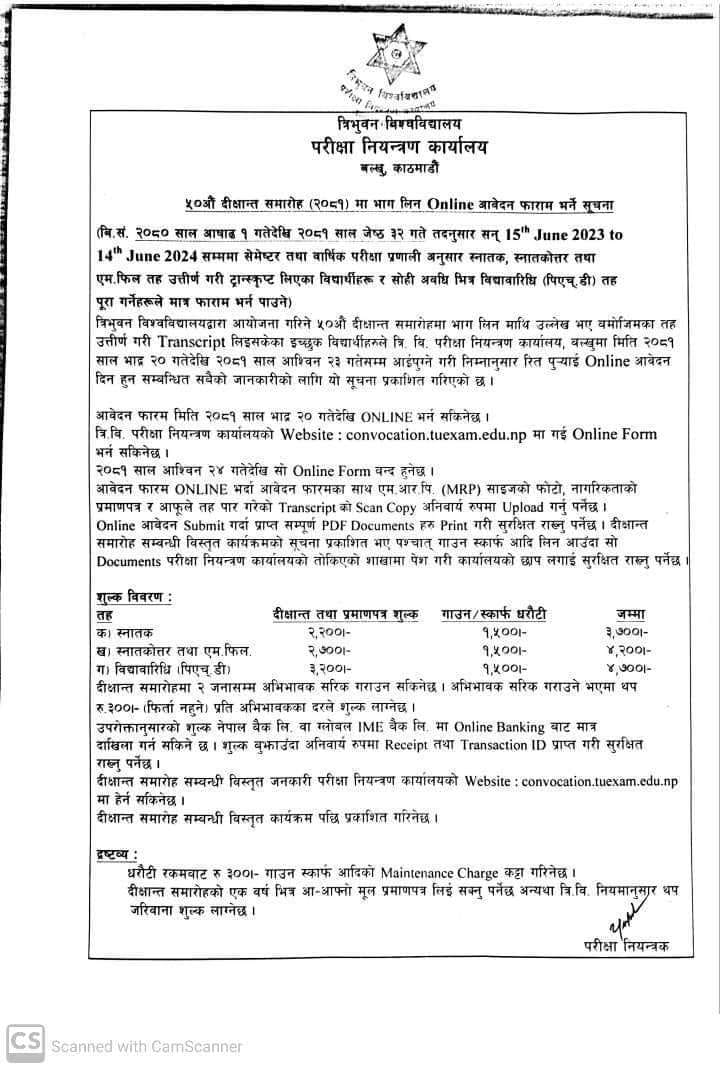 त्रिभुवन विश्वविद्यालय
त्रिभुवन विश्वविद्यालय
परीक्षा नियन्त्रण कार्यालय
बल्खु, काठमाडौं
५०औं दीक्षान्त समारोह (२०८१) मा भाग लिन Online आवेदन फाराम भर्ने सूचना
(बि.सं. २०८० साल आषाढ १ गतेदेखि २०८१ साल जेष्ठ ३२ गते तदनुसार सन् 15th June 2023 to
14th June 2024 सम्ममा सेमेष्टर तथा वार्षिक परीक्षा प्रणाली अनुसार स्नातक, स्नातकोत्तर तथा
एम.फिल तह उत्तीर्ण गरी ट्रान्स्कृप्ट लिएका विद्यार्थीहरू र सोही अवधि भित्र विद्यावारिधि (पिएच्.डी) तह
पूरा गर्नेहरूले मात्र फाराम भर्न पाउने)
त्रिभुवन विश्वविद्यालयद्वारा आयोजना गरिने ५०औं दीक्षान्त समारोहमा भाग लिन माथि उल्लेख भए बमोजिमका तह
उत्तीर्ण गरी Transcript लिइसकेका इच्छुक विद्यार्थीहरुले त्रि. वि. परीक्षा नियन्त्रण कार्यालय, बल्खुमा मिति २०८१
साल भाद्र २० गतेदेखि २०८१ साल आश्विन २३ गतेसम्म आईपुग्ने गरी निम्नानुसार रित पुऱ्याई Online आवेदन
दिन हुन सम्बन्धित सबैको जानकारीको लागि यो सूचना प्रकाशित गरिएको छ ।
आवेदन फारम मिति २०८१ साल भाद्र २० गतेदेखि ONLINE भर्न सकिनेछ ।
त्रि.वि. परीक्षा नियन्त्रण कार्यालयको Website : convocation.tuexam.edu.np मा गई Online Form
भर्न सकिनेछ ।
२०८१ साल आश्विन २४ गतेदेखि सो Online Form बन्द हुनेछ ।
आवेदन फारम ONLINE भर्दा आवेदन फारमका साथ एम.आर.पि. (MRP) साइजको फोटो, नागरिकताको
प्रमाणपत्र र आफूले तह पार गरेको Transcript को Scan Copy अनिवार्य रुपमा Upload गर्नु पर्नेछ ।
Online आवेदन Submit गर्दा प्राप्त सम्पूर्ण PDF Documents हरु Print गरी सुरक्षित राख्नु पर्नेछ । दीक्षान्त
समारोह सम्बन्धी विस्तृत कार्यक्रमको सूचना प्रकाशित भए पश्चात् गाउन स्कार्फ आदि लिन आउंदा सो
Documents परीक्षा नियन्त्रण कार्यालयको तोकिएको शाखामा पेश गरी कार्यालयको छाप लगाई सुरक्षित राख्नु पर्नेछ ।
शुल्क विवरण :
तह दीक्षान्त तथा प्रमाणपत्र शुल्क गाउन/स्कार्फ धरौटी जम्मा
क) स्नातक २,२००।- १,५००।- ३,७००।-
ख) स्नातकोत्तर तथा एम.फिल. २,७००।- १,५००।- ४,२००।-
ग) विद्यावारिधि (पिएच्.डी) ३,२००।- १,५००।- ४,७००।-
दीक्षान्त समारोहमा २ जनासम्म अभिभावक सरिक गराउन सकिनेछ । अभिभावक सरिक गराउने भएमा थप
रु.३००।- (फिर्ता नहुने) प्रति अभिभावकका दरले शुल्क लाग्नेछ ।
उपरोक्तानुसारको शुल्क नेपाल बैंक लि. वा ग्लोबल IME बैंक लि. मा Online Banking बाट मात्र
दाखिला गर्न सकिने छ । शुल्क बुझाउंदा अनिवार्य रुपमा Receipt तथा Transaction ID प्राप्त गरी सुरक्षित
राख्नु पर्नेछ ।
दीक्षान्त समारोह सम्बन्धी विस्तृत जनकारी परीक्षा नियन्त्रण कार्यालयको Website : convocation.tuexam.edu.np
मा हेर्न सकिनेछ ।
दीक्षान्त समारोह सम्बन्धी विस्तृत कार्यक्रम पछि प्रकाशित गरिनेछ ।
द्रष्टव्य :
धरौटी रकमबाट रु ३००।- गाउन स्कार्फ आदिको Maintenance Charge कट्टा गरिनेछ ।
दीक्षान्त समारोहको एक वर्ष भित्र आ-आफ्नो मूल प्रमाणपत्र लिई सक्नु पर्नेछ अन्यथा त्रि.वि. नियमानुसार थप
जरिवाना शुल्क लाग्नेछ ।
परीक्षा नियन्त्रक
CS Scanned with CamScanner